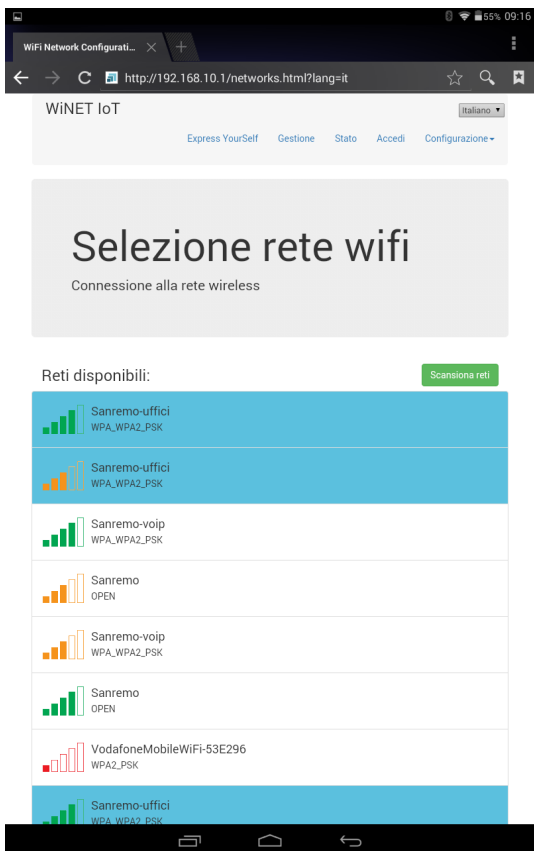 55% 09:16
WiFi Network Configurati...
http://192.168.10.1/networks.html?lang=it
WiNET IoT
Italiano
Express YourSelf Gestione Stato Accedi Configurazione
Selezione rete wifi
Connessione alla rete wireless
Reti disponibili:
Scansiona reti
Sanremo-uffici
WPA_WPA2_PSK
Sanremo-uffici
WPA_WPA2_PSK
Sanremo-voip
WPA_WPA2_PSK
Sanremo
OPEN
Sanremo-voip
WPA_WPA2_PSK
Sanremo
OPEN
VodafoneMobileWiFi-53E296
WPA2_PSK
Sanremo-uffici
WPA_WPA2_PSK